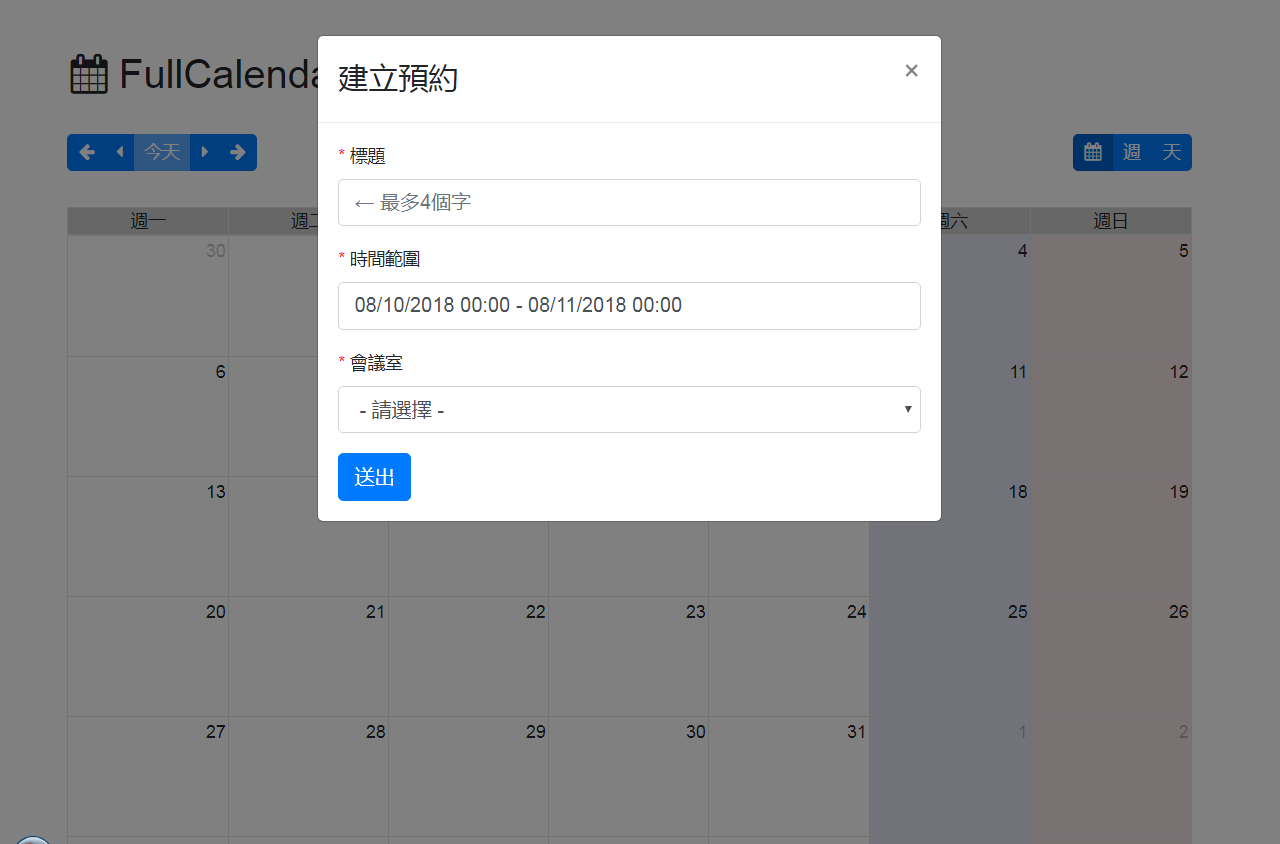 FullCalenda
建立預約
×
今天
週 天
* 標題
← 最多4個字
* 時間範圍
08/10/2018 00:00 - 08/11/2018 00:00
* 會議室
- 請選擇 -
送出
週一 週二 週六 週日
30 4 5
6 11 12
13 18 19
20 21 22 23 24 25 26
27 28 29 30 31 1 2